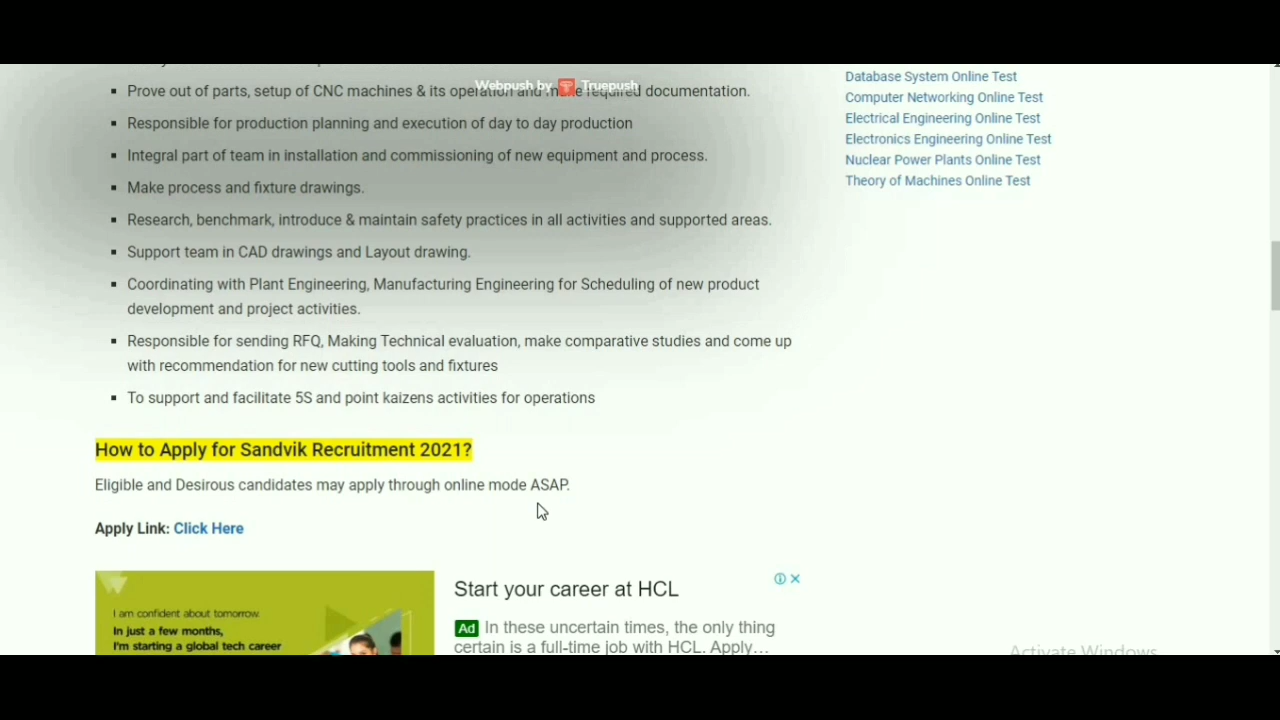 Webpush by Truepush
Prove out of parts, setup of CNC machines & its operation and make required documentation.
Responsible for production planning and execution of day to day production
Integral part of team in installation and commissioning of new equipment and process.
Make process and fixture drawings.
Research, benchmark, introduce & maintain safety practices in all activities and supported areas.
Support team in CAD drawings and Layout drawing.
Coordinating with Plant Engineering, Manufacturing Engineering for Scheduling of new product
development and project activities.
Responsible for sending RFQ, Making Technical evaluation, make comparative studies and come up
with recommendation for new cutting tools and fixtures
To support and facilitate 5S and point kaizens activities for operations
How to Apply for Sandvik Recruitment 2021?
Eligible and Desirous candidates may apply through online mode ASAP.
Apply Link: Click Here
I am confident about tomorrow.
In just a few months,
I'm starting a global tech career
Start your career at HCL
Ad In these uncertain times, the only thing
certain is a full-time job with HCL. Apply…
Database System Online Test
Computer Networking Online Test
Electrical Engineering Online Test
Electronics Engineering Online Test
Nuclear Power Plants Online Test
Theory of Machines Online Test
Activate Windows